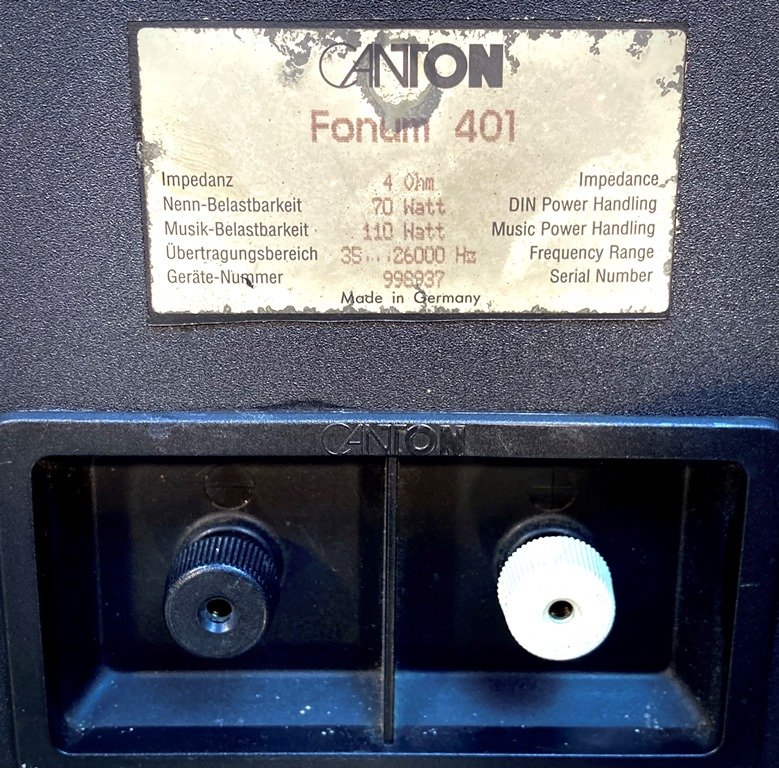 CANTON
Fonum 401
Impedanz 4 Ohm Impedance
Nenn-Belastbarkeit 70 Watt DIN Power Handling
Musik-Belastbarkeit 110 Watt Music Power Handling
Übertragungsbereich 35...26000 Hz Frequency Range
Geräte-Nummer Serial Number
Made in Germany
CANTON